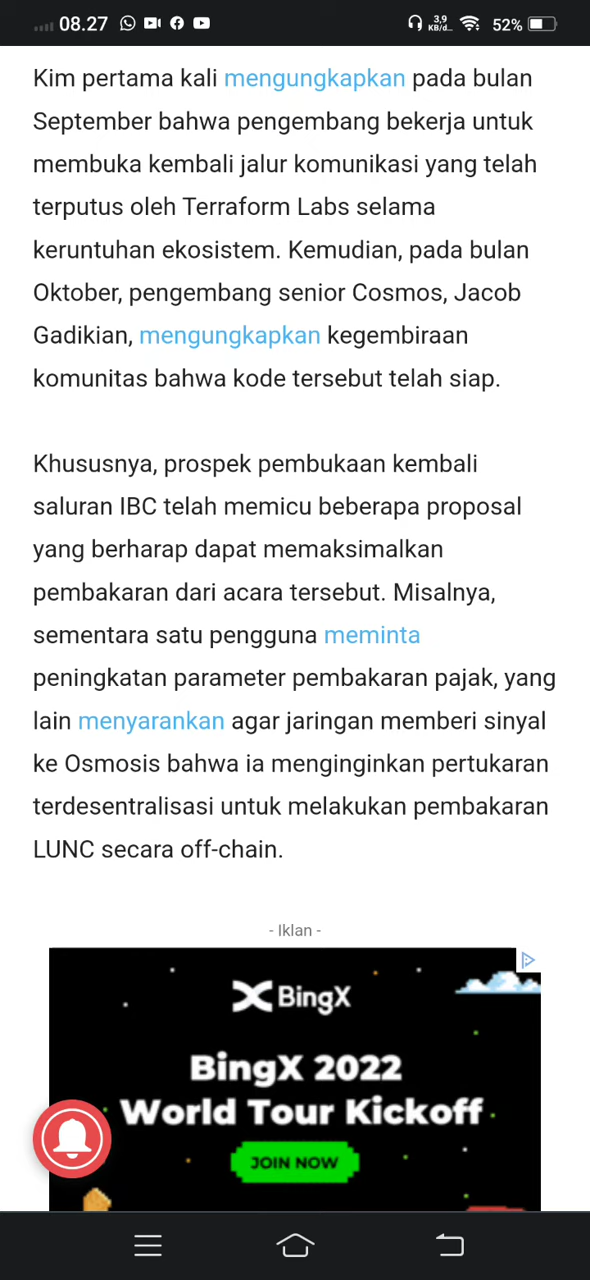 08.27
3,9
KB/d...
52%
Kim pertama kali mengungkapkan pada bulan
September bahwa pengembang bekerja untuk
membuka kembali jalur komunikasi yang telah
terputus oleh Terraform Labs selama
keruntuhan ekosistem. Kemudian, pada bulan
Oktober, pengembang senior Cosmos, Jacob
Gadikian, mengungkapkan kegembiraan
komunitas bahwa kode tersebut telah siap.
Khususnya, prospek pembukaan kembali
saluran IBC telah memicu beberapa proposal
yang berharap dapat memaksimalkan
pembakaran dari acara tersebut. Misalnya,
sementara satu pengguna meminta
peningkatan parameter pembakaran pajak, yang
lain menyarankan agar jaringan memberi sinyal
ke Osmosis bahwa ia menginginkan pertukaran
terdesentralisasi untuk melakukan pembakaran
LUNC secara off-chain.
- Iklan -
BingX
BingX 2022
World Tour Kickoff
JOIN NOW